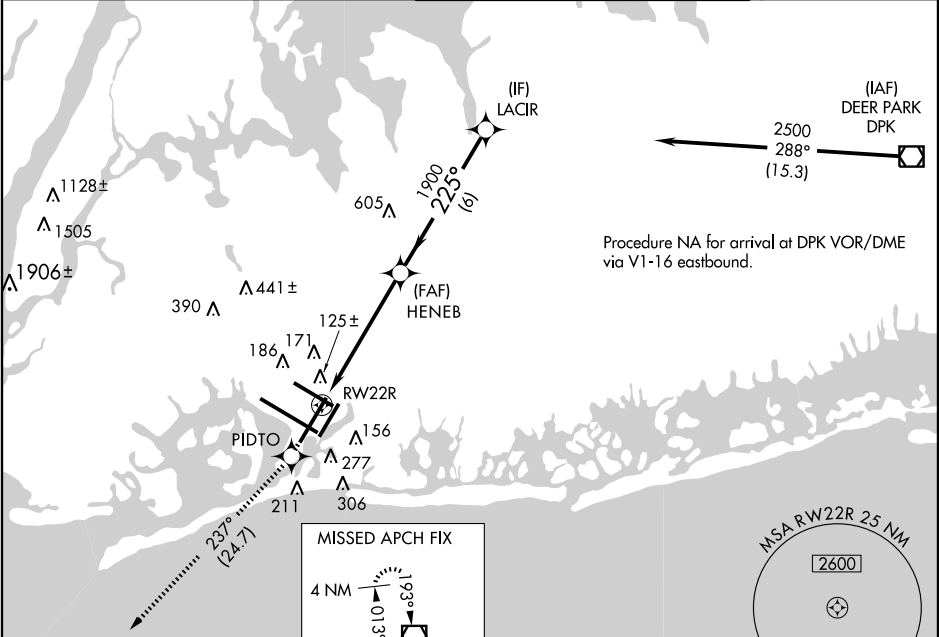 (IF)
LACIR
(IAF)
DEER PARK
DPK
2500
288°
(15.3)
1900
225°
(6)
605
1128±
1505
1906±
Procedure NA for arrival at DPK VOR/DME
via V1-16 eastbound.
(FAF)
HENEB
441±
390
125±
171
186
RW22R
PIDTO
156
277
211
306
237°
(24.7)
MISSED APCH FIX
4 NM
193°
013°
MSA RW22R 25 NM
2600